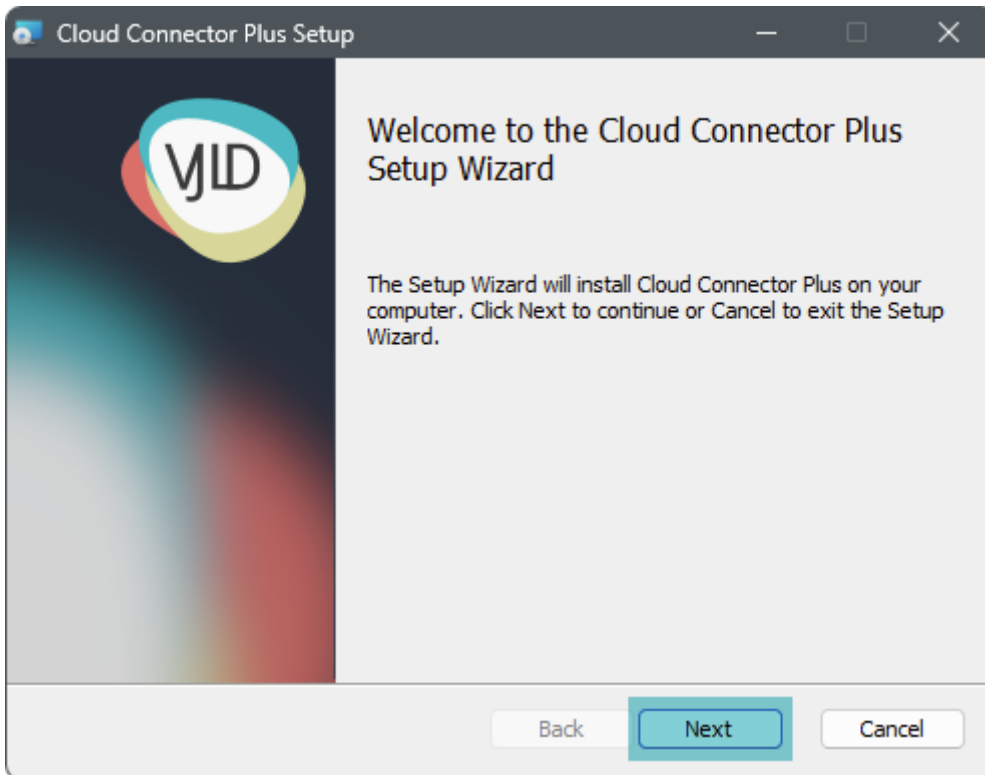 Cloud Connector Plus Setup
VJLD
Welcome to the Cloud Connector Plus
Setup Wizard
The Setup Wizard will install Cloud Connector Plus on your
computer. Click Next to continue or Cancel to exit the Setup
Wizard.
Back Next Cancel